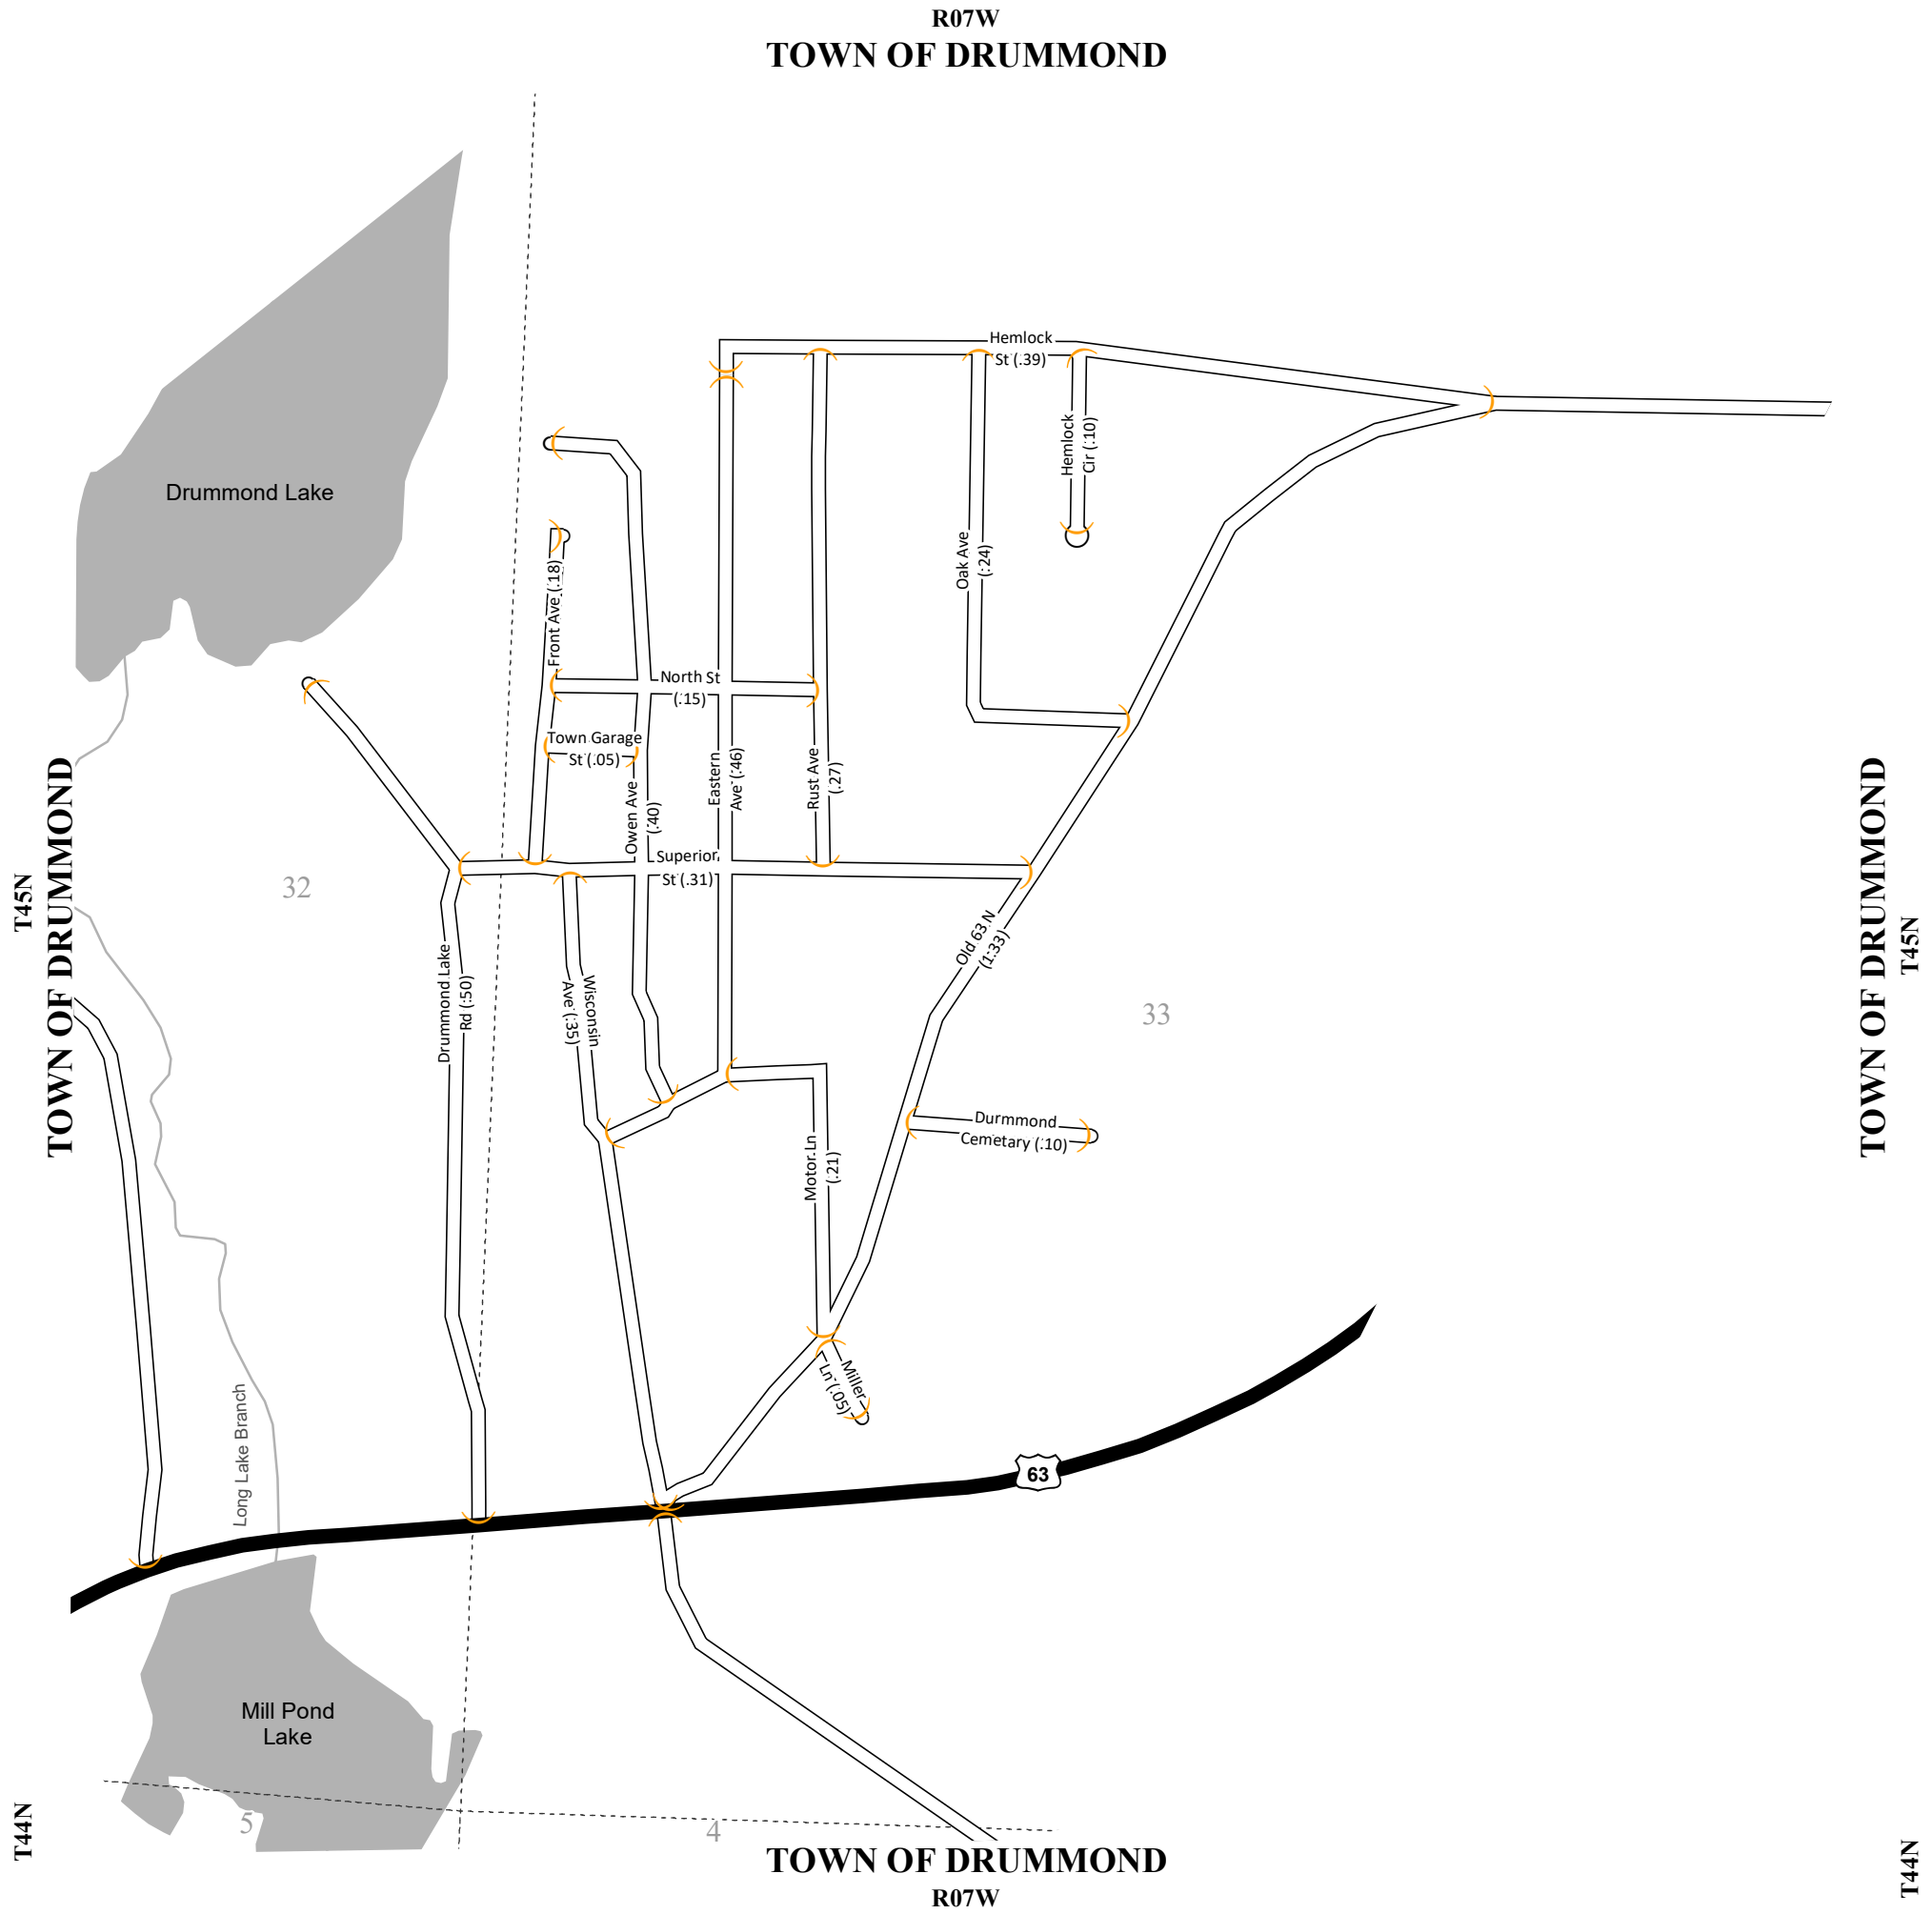 R07W
TOWN OF DRUMMOND
Hemlock
St (.39)
Drummond Lake
Hemlock
Cir (.10)
Oak Ave
(.24)
Front Ave (.18)
North St
(.15)
Town Garage
St (.05)
Eastern
Ave (.46)
Rust Ave
(.27)
Owen Ave
(.40)
Superior
St (.31)
T45N
TOWN OF DRUMMOND
32
Old 63 N
(1.33)
33
TOWN OF DRUMMOND
T45N
Drummond Lake
Rd (.50)
Wisconsin
Ave (.35)
Durmmond
Cemetary (.10)
Motor Ln
(.21)
Miller
Ln (.05)
Long Lake Branch
63
Mill Pond
Lake
5
4
T44N
T44N
TOWN OF DRUMMOND
R07W